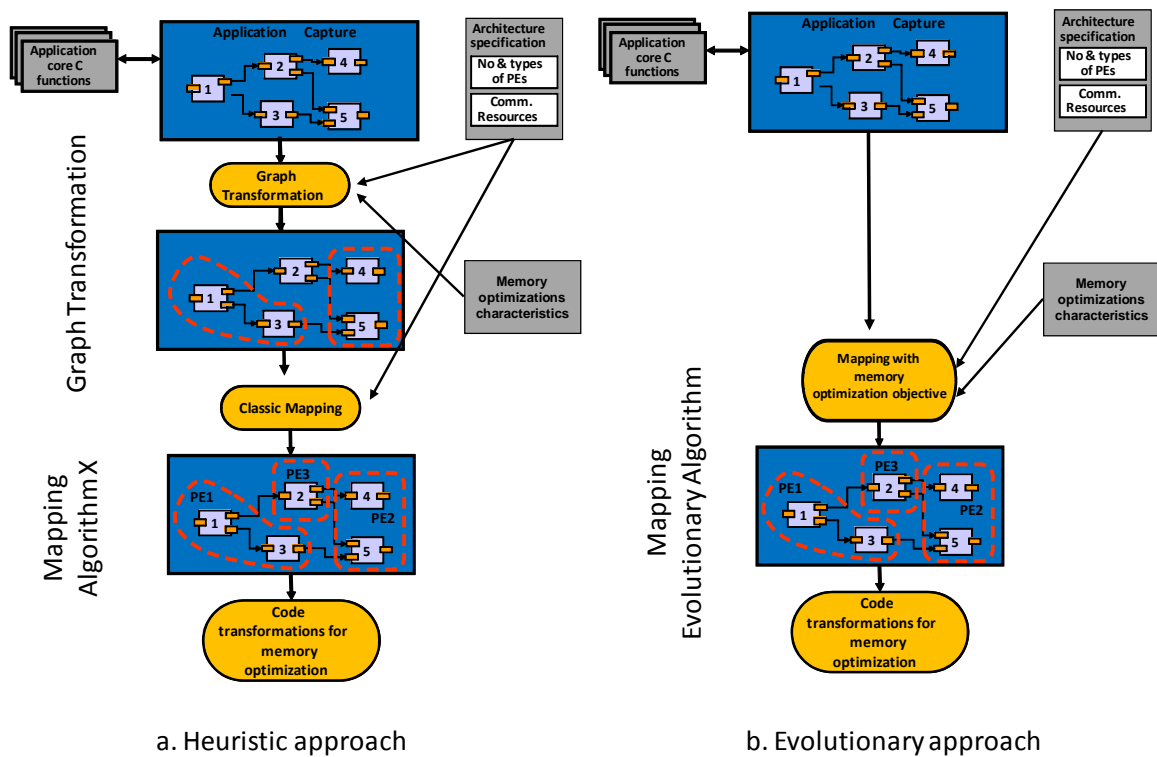 Application Capture
Application
core C
functions
1
2
3
4
5
Architecture
specification
No & types
of PEs
Comm.
Resources
Graph
Transformation
Graph Transformation
1
2
3
4
5
Memory
optimizations
characteristics
Classic Mapping
Mapping
Algorithm X
PE1
PE3
PE2
1
2
3
4
5
Code
transformations for
memory
optimization
a. Heuristic approach
Application Capture
Application
core C
functions
1
2
3
4
5
Architecture
specification
No & types
of PEs
Comm.
Resources
Memory
optimizations
characteristics
Mapping with
memory
optimization objective
Mapping
Evolutionary Algorithm
PE1
PE3
PE2
1
2
3
4
5
Code
transformations for
memory
optimization
b. Evolutionary approach